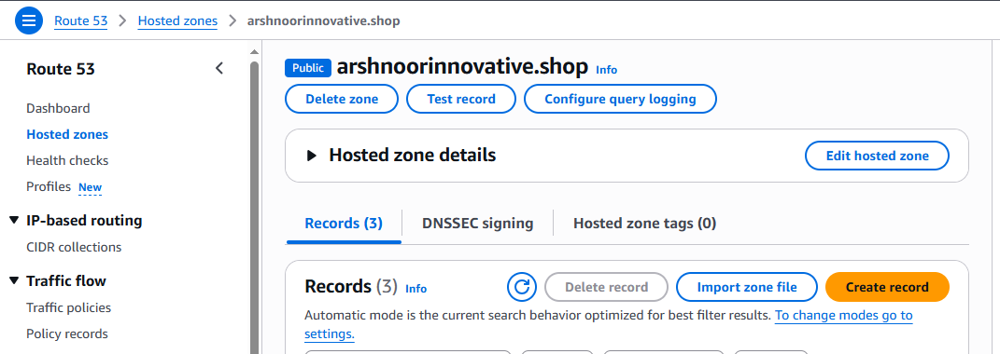 Route 53 > Hosted zones > arshnoorinnovative.shop
Route 53
Dashboard
Hosted zones
Health checks
Profiles New
IP-based routing
CIDR collections
Traffic flow
Traffic policies
Policy records
Public arshnoorinnovative.shop Info
Delete zone Test record Configure query logging
Hosted zone details Edit hosted zone
Records (3) DNSSEC signing Hosted zone tags (0)
Records (3) Info Delete record Import zone file Create record
Automatic mode is the current search behavior optimized for best filter results. To change modes go to
settings.